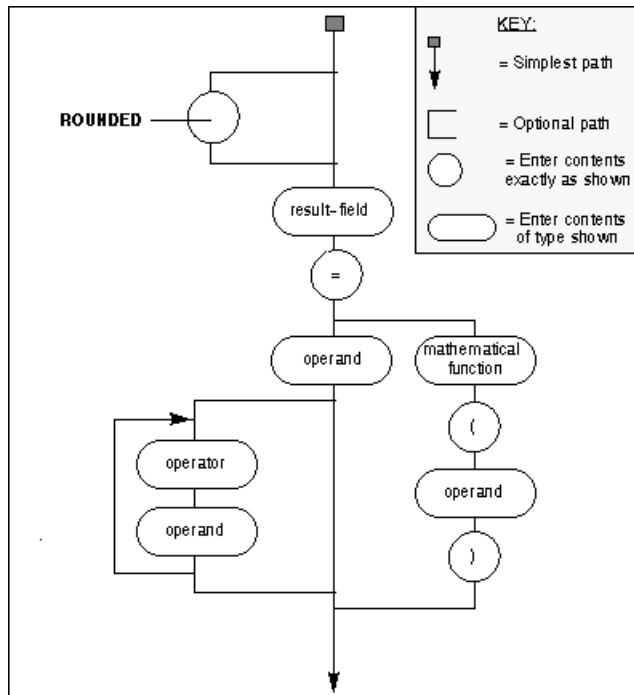 KEY:
= Simplest path
= Optional path
= Enter contents
exactly as shown
= Enter contents
of type shown
ROUNDED
result-field
=
operand
mathematical
function
(
operator
operand
operand
)